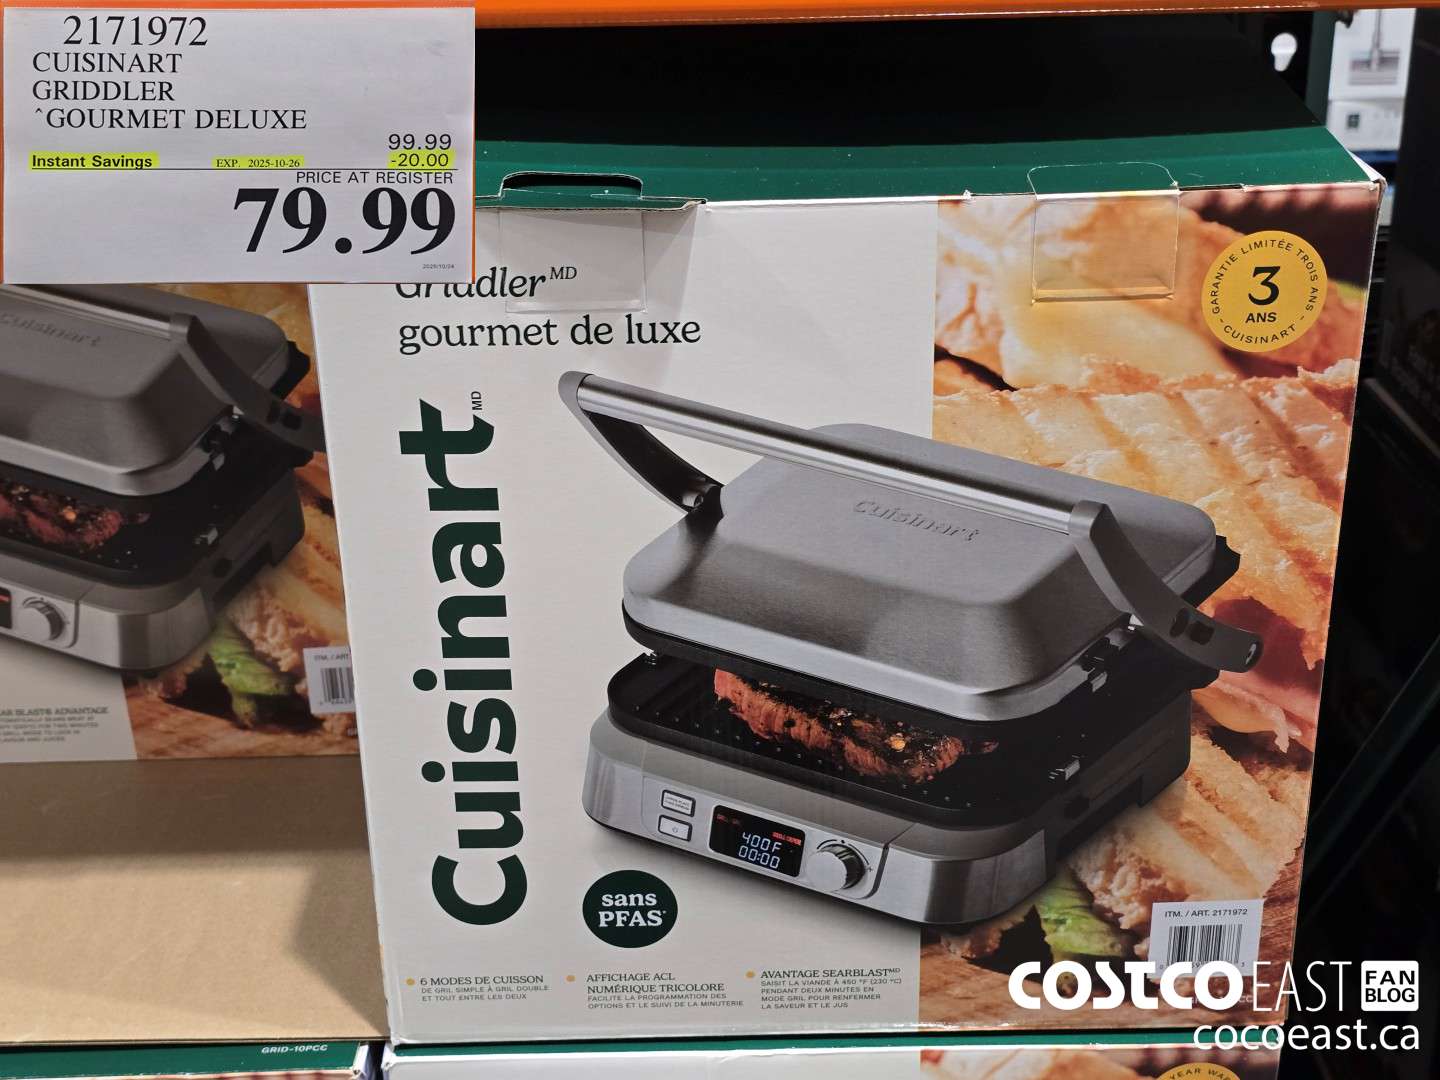 2171972
CUISINART
GRIDDLER
^GOURMET DELUXE
99.99
Instant Savings EXP. 2025-10-26 -20.00
PRICE AT REGISTER
79.99
Griddler MD
gourmet de luxe
Cuisinart MD
GARANTIE LIMITÉE TROIS ANS
3
ANS
CUISINART
Cuisinart
Cuisinart
400F
00:00
sans
PFAS*
ITM. / ART. 2171972
ITM. / ART.
6 MODES DE CUISSON
DE GRIL SIMPLE À GRIL DOUBLE
ET TOUT ENTRE LES DEUX
AFFICHAGE ACL
NUMÉRIQUE TRICOLORE
FACILITE LA PROGRAMMATION DES
OPTIONS ET LE SUIVI DE LA MINUTERIE
AVANTAGE SEARBLAST MD
SAISIT LA VIANDE À 450 °F (230 °C)
PENDANT DEUX MINUTES EN
MODE GRIL POUR RENFERMER
LA SAVEUR ET LE JUS
GRID-10PCC
COSTCO EAST FAN
BLOG
cocoeast.ca